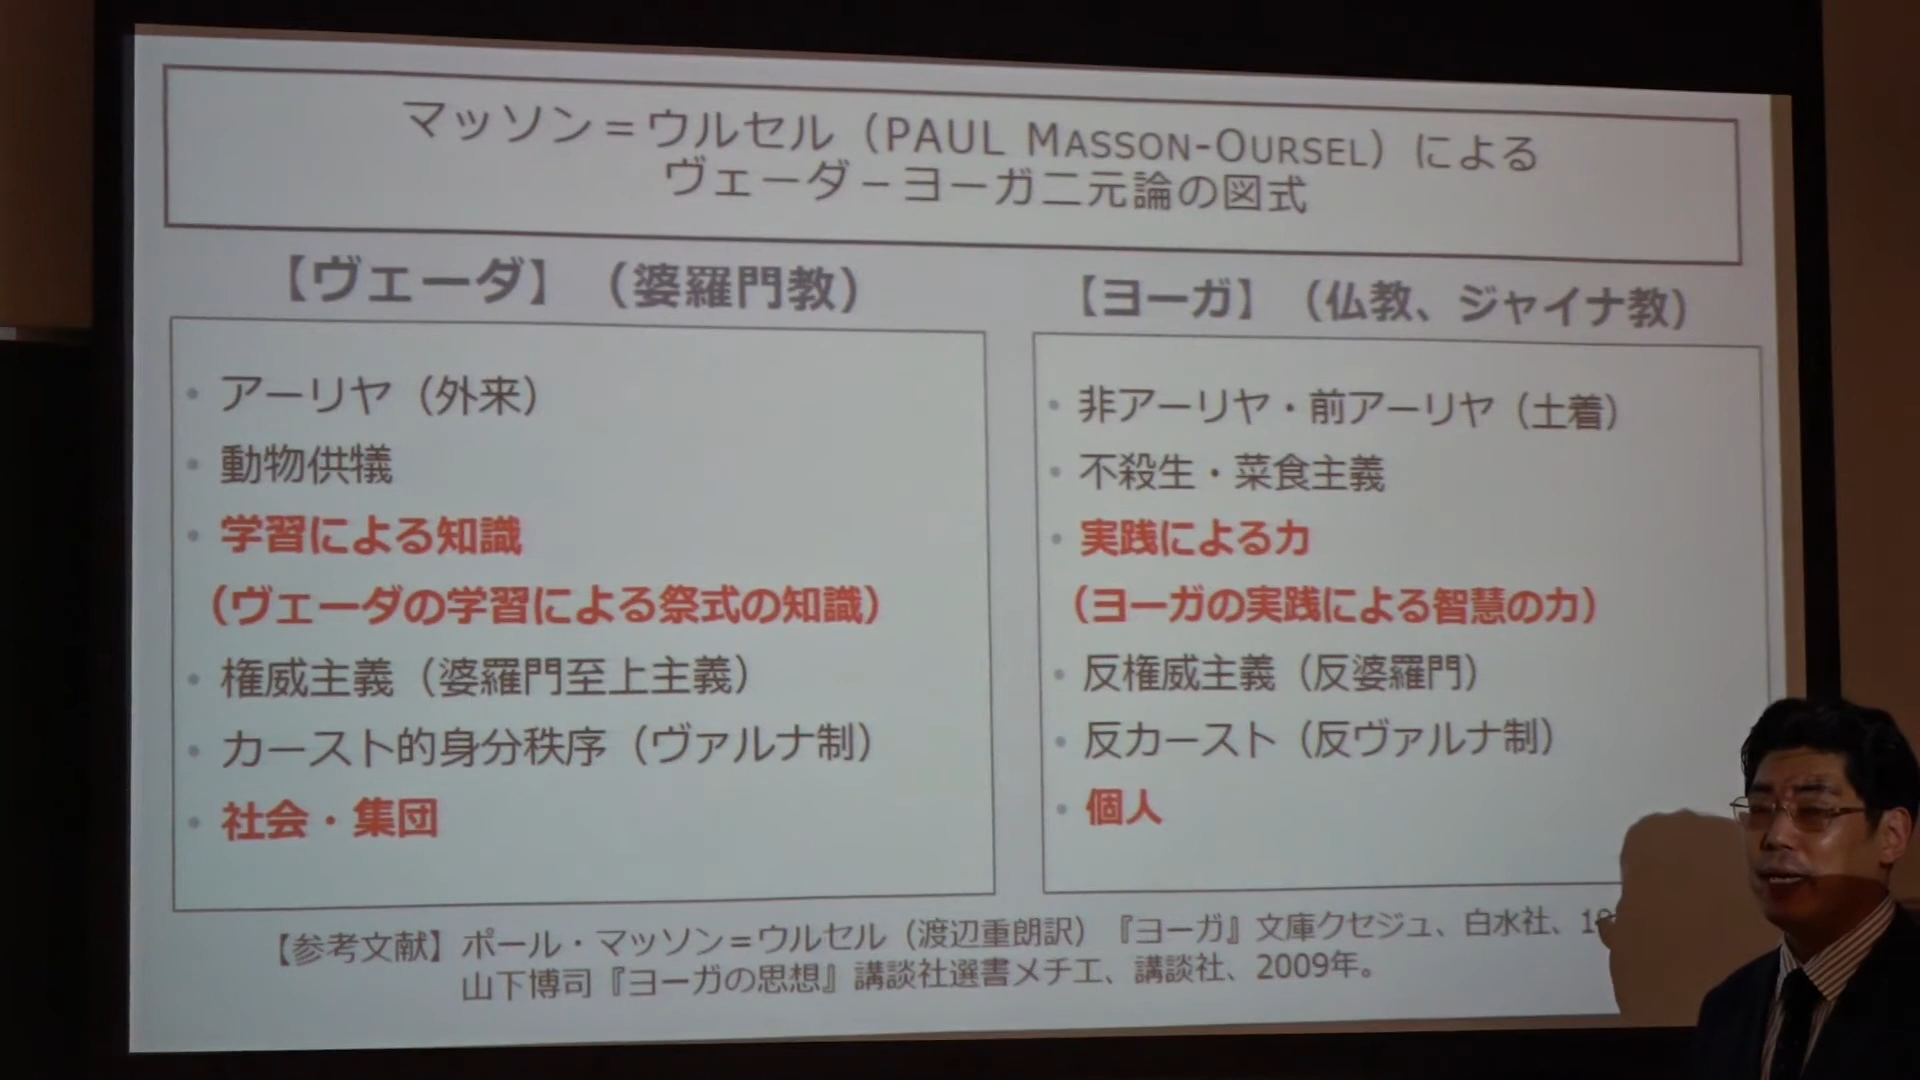 マッソン＝ウルセル（PAUL MASSON-OURSEL）による
ヴェーダ－ヨーガ二元論の図式
【ヴェーダ】（婆羅門教）
・アーリヤ（外来）
・動物供犠
・学習による知識
（ヴェーダの学習による祭式の知識）
・権威主義（婆羅門至上主義）
・カースト的身分秩序（ヴァルナ制）
・社会・集団
【ヨーガ】（仏教、ジャイナ教）
・非アーリヤ・前アーリヤ（土着）
・不殺生・菜食主義
・実践による力
（ヨーガの実践による智慧の力）
・反権威主義（反婆羅門）
・反カースト（反ヴァルナ制）
・個人
【参考文献】ポール・マッソン＝ウルセル（渡辺重朗訳）『ヨーガ』文庫クセジュ、白水社、
山下博司『ヨーガの思想』講談社選書メチエ、講談社、2009年。